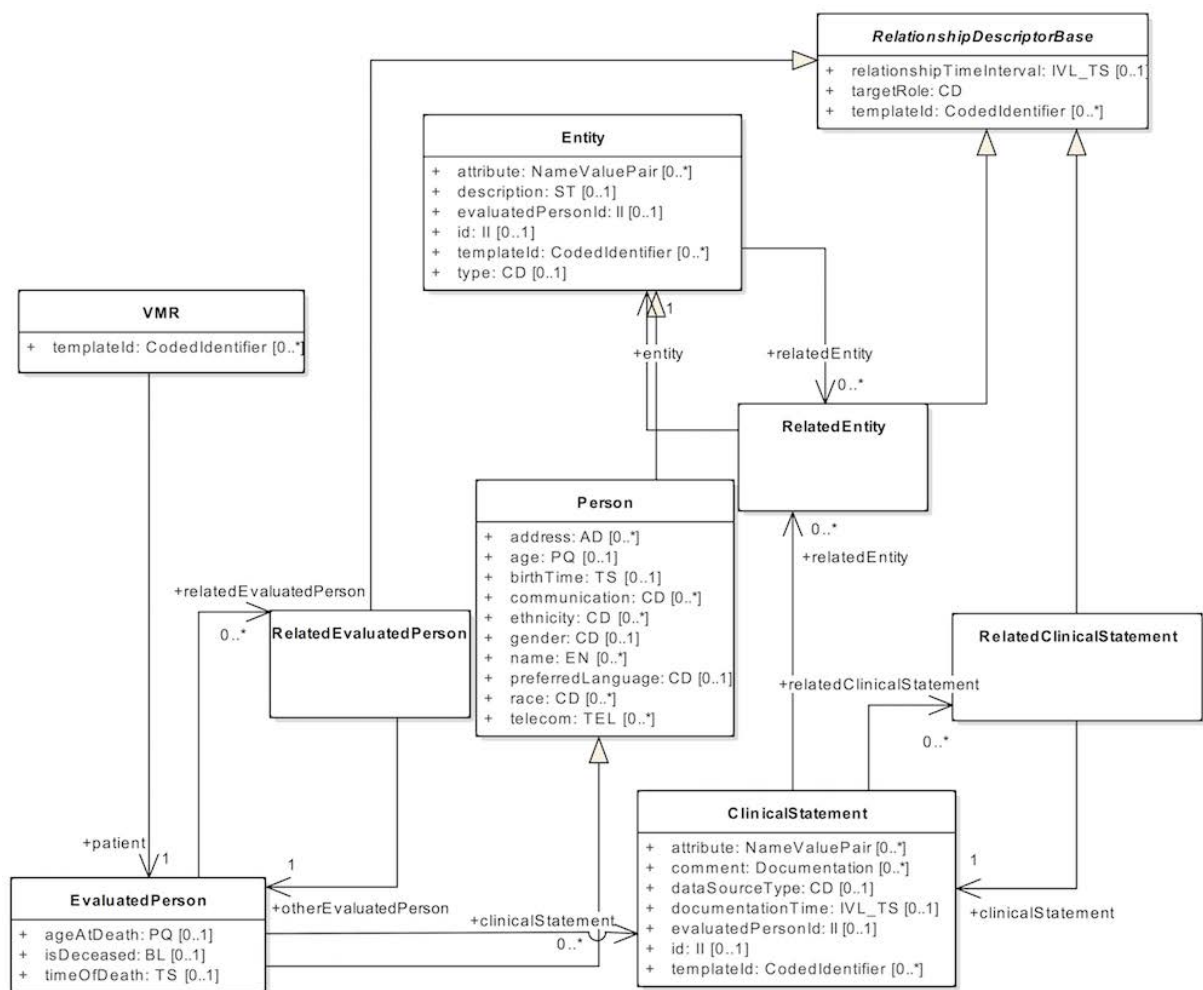 RelationshipDescriptorBase
+ relationshipTimeInterval: IVL_TS [0..1]
+ targetRole: CD
+ templateId: CodedIdentifier [0..*]
Entity
+ attribute: NameValuePair [0..*]
+ description: ST [0..1]
+ evaluatedPersonId: II [0..1]
+ id: II [0..1]
+ templateId: CodedIdentifier [0..*]
+ type: CD [0..1]
VMR
+ templateId: CodedIdentifier [0..*]
1
+entity
+relatedEntity
0..*
RelatedEntity
Person
+ address: AD [0..*]
+ age: PQ [0..1]
+ birthTime: TS [0..1]
+ communication: CD [0..*]
+ ethnicity: CD [0..*]
+ gender: CD [0..1]
+ name: EN [0..*]
+ preferredLanguage: CD [0..1]
+ race: CD [0..*]
+ telecom: TEL [0..*]
0..*
+relatedEntity
+relatedEvaluatedPerson
0..*
RelatedEvaluatedPerson
RelatedClinicalStatement
+relatedClinicalStatement
0..*
ClinicalStatement
+ attribute: NameValuePair [0..*]
+ comment: Documentation [0..*]
+ dataSourceType: CD [0..1]
+ documentationTime: IVL_TS [0..1]
+ evaluatedPersonId: II [0..1]
+ id: II [0..1]
+ templateId: CodedIdentifier [0..*]
1
+clinicalStatement
+patient
1
1
+otherEvaluatedPerson
+clinicalStatement
0..*
EvaluatedPerson
+ ageAtDeath: PQ [0..1]
+ isDeceased: BL [0..1]
+ timeOfDeath: TS [0..1]